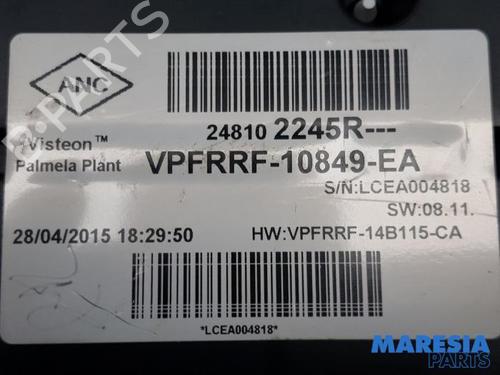 ANC
24810 2245R---
Visteon™
Palmela Plant
VPFRRF-10849-EA
S/N:LCEA004818
SW:08.11.
28/04/2015 18:29:50
HW:VPFRRF-14B115-CA
*LCEA004818*
B-PARTS
MARESIA
PARTS